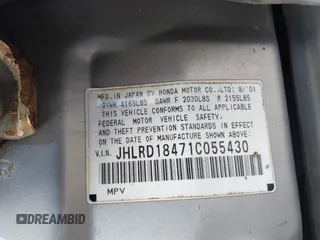 MFD. IN JAPAN BY HONDA MOTOR CO., LTD: 8/01
GVWR 4165LBS GAWR F 2030LBS R 2155LBS
THIS VEHICLE CONFORMS TO ALL APPLICABLE
FEDERAL MOTOR VEHICLE SAFETY,
AND THEFT PREVENTION STANDARDS IN EFFECT
ON THE DATE OF MANUFACTURE SHOWN ABOVE.
V.I.N. JHLRD18471C055430
MPV
DREAMBID